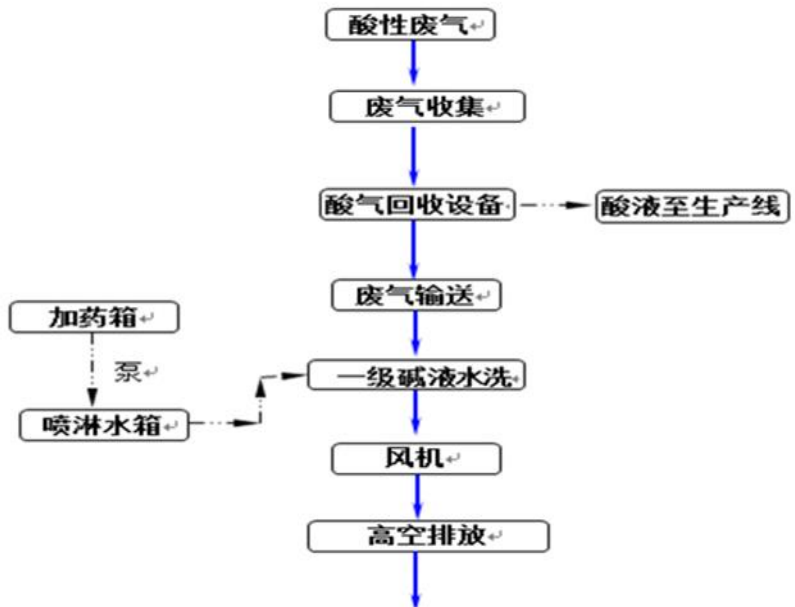 酸性废气
废气收集
酸气回收设备
酸液至生产线
废气输送
加药箱
泵
一级碱液水洗
喷淋水箱
风机
高空排放